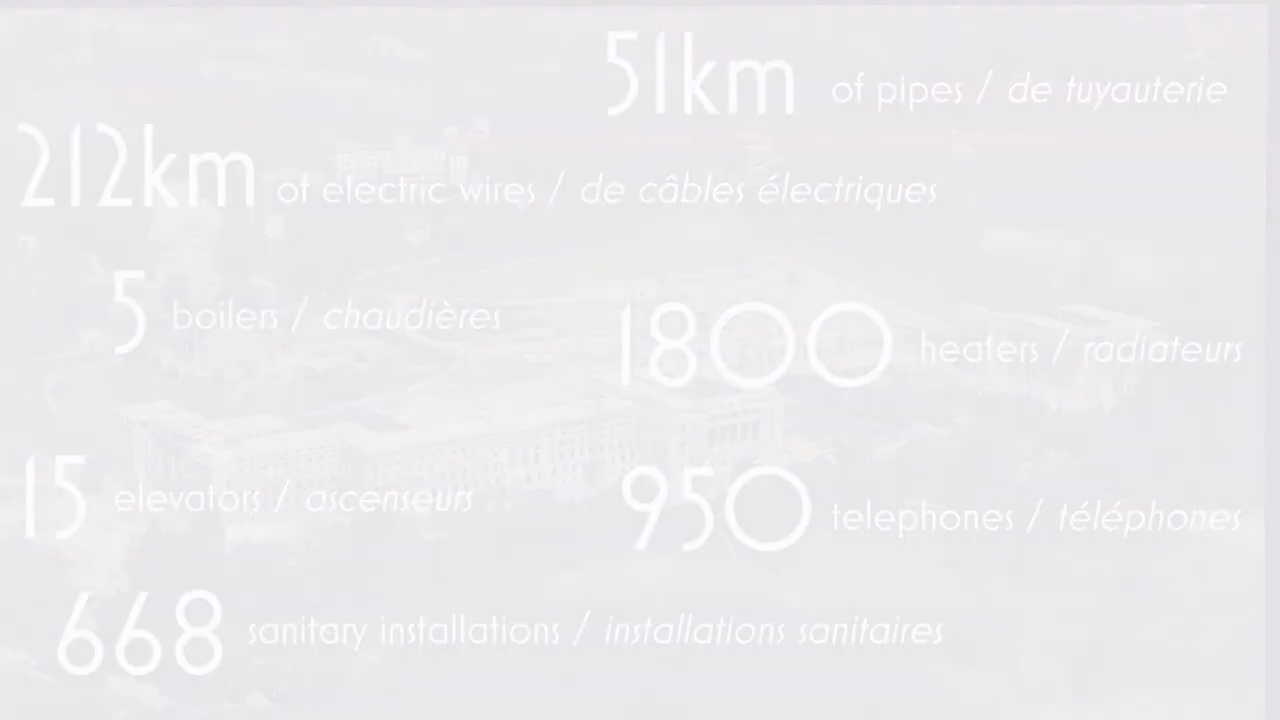 51km of pipes / de tuyauterie
212km of electric wires / de câbles électriques
5 boilers / chaudières
1800 heaters / radiateurs
15 elevators / ascenseurs
950 telephones / téléphones
668 sanitary installations / installations sanitaires